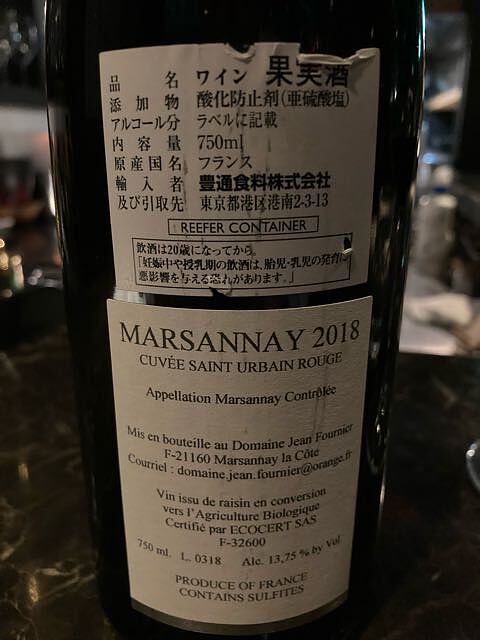 品名 ワイン 果実酒
添加物 酸化防止剤(亜硫酸塩)
アルコール分 ラベルに記載
内容量 750ml
原産国名 フランス
輸入者 豊通食料株式会社
及び引取先 東京都港区港南2-3-13
REEFER CONTAINER
飲酒は20歳になってから。
「妊娠中や授乳期の飲酒は、胎児・乳児の発育に
悪影響を与える恐れがあります。」
MARSANNAY 2018
CUVÉE SAINT URBAIN ROUGE
Appellation Marsannay Contrôlée
Mis en bouteille au Domaine Jean Fournier
F-21160 Marsannay la Côte
Courriel : domaine.jean.fournier@orange.fr
Vin issu de raisin en conversion
vers l'Agriculture Biologique
Certifié par ECOCERT SAS
F-32600
750 ml. L. 0318 Alc. 13,75 % by Vol
PRODUCE OF FRANCE
CONTAINS SULFITES